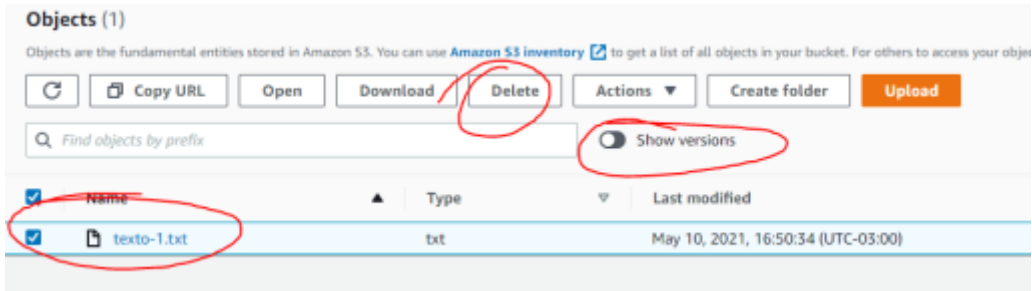 Objects (1)
Objects are the fundamental entities stored in Amazon S3. You can use Amazon S3 inventory to get a list of all objects in your bucket. For others to access your obje
Copy URL Open Download Delete Actions Create folder Upload
Find objects by prefix Show versions
Name Type Last modified
texto-1.txt txt May 10, 2021, 16:50:34 (UTC-03:00)